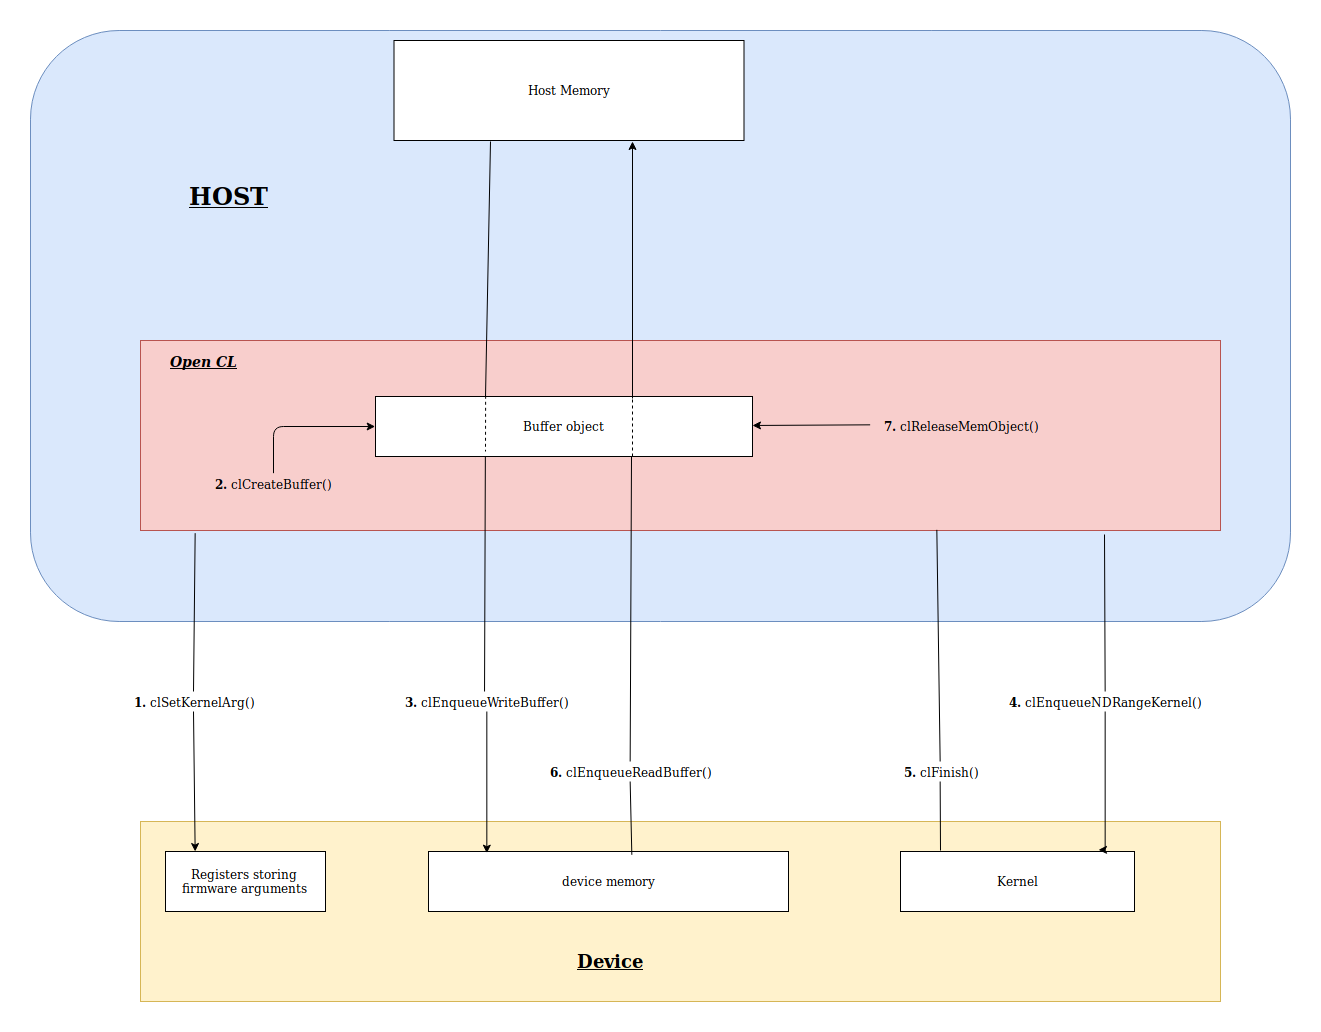 Host Memory
HOST
Open CL
Buffer object
7. clReleaseMemObject()
2. clCreateBuffer()
1. clSetKernelArg()
3. clEnqueueWriteBuffer()
4. clEnqueueNDRangeKernel()
6. clEnqueueReadBuffer()
5. clFinish()
Registers storing
firmware arguments
device memory
Kernel
Device